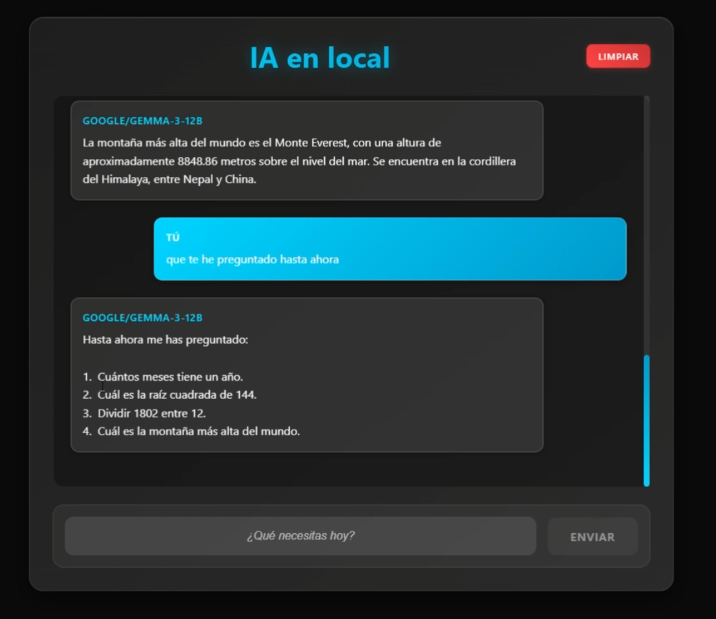 IA en local
LIMPIAR
GOOGLE/GEMMA-3-12B
La montaña más alta del mundo es el Monte Everest, con una altura de
aproximadamente 8848.86 metros sobre el nivel del mar. Se encuentra en la cordillera
del Himalaya, entre Nepal y China.
TÚ
que te he preguntado hasta ahora
GOOGLE/GEMMA-3-12B
Hasta ahora me has preguntado:
1. Cuántos meses tiene un año.
2. Cuál es la raíz cuadrada de 144.
3. Dividir 1802 entre 12.
4. Cuál es la montaña más alta del mundo.
¿Qué necesitas hoy?
ENVIAR